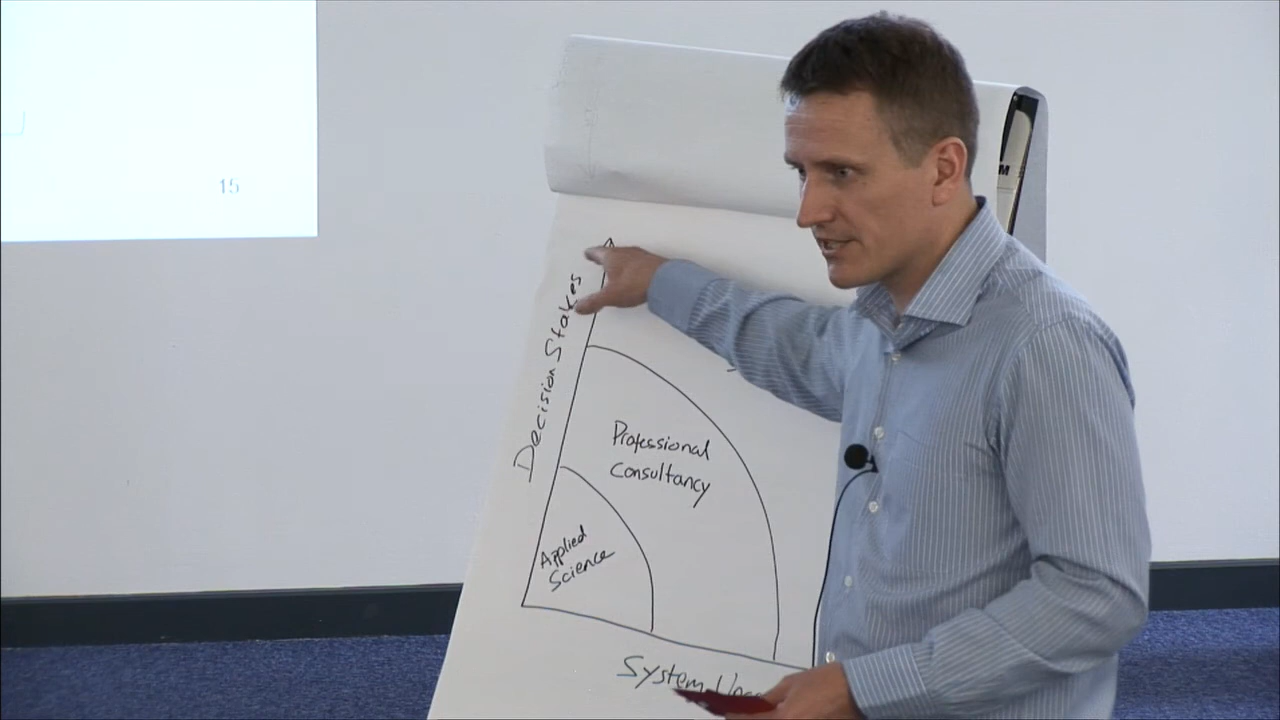 15
M
Decision Stakes
Professional
Consultancy
Applied
Science
System